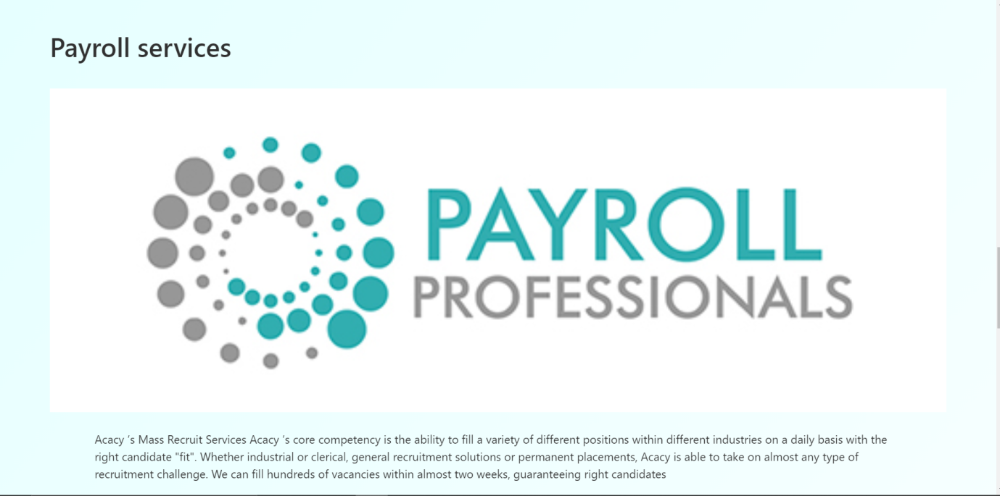 Payroll services
PAYROLL
PROFESSIONALS
Acacy ‘s Mass Recruit Services Acacy ‘s core competency is the ability to fill a variety of different positions within different industries on a daily basis with the
right candidate "fit". Whether industrial or clerical, general recruitment solutions or permanent placements, Acacy is able to take on almost any type of
recruitment challenge. We can fill hundreds of vacancies within almost two weeks, guaranteeing right candidates